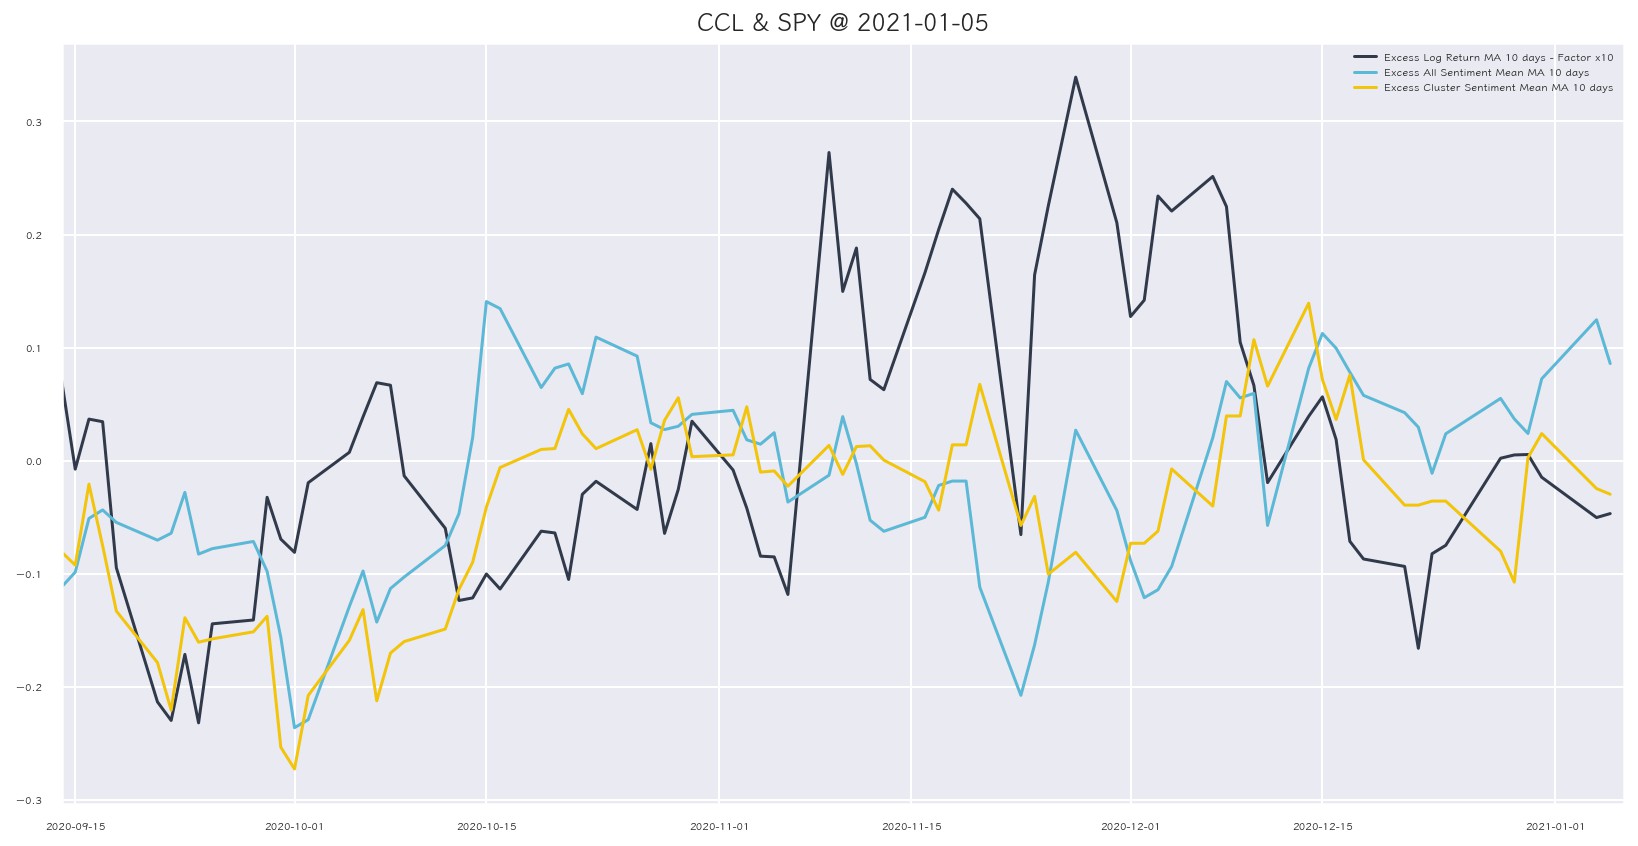 CCL & SPY @ 2021-01-05
Excess Log Return MA 10 days - Factor x10
Excess All Sentiment Mean MA 10 days
Excess Cluster Sentiment Mean MA 10 days
0.3
0.2
0.1
0.0
−0.1
−0.2
−0.3
2020-09-15 2020-10-01 2020-10-15 2020-11-01 2020-11-15 2020-12-01 2020-12-15 2021-01-01